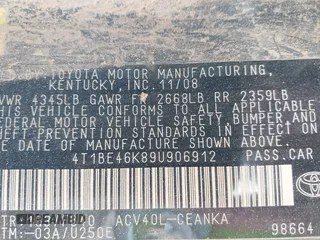 BY: TOYOTA MOTOR MANUFACTURING,
KENTUCKY, INC. 11/08
GVWR 4345LB GAWR FR 2668LB RR 2359LB
THIS VEHICLE CONFORMS TO ALL APPLICABLE
FEDERAL MOTOR VEHICLE SAFETY, BUMPER, AND
THEFT PREVENTION STANDARDS IN EFFECT ON
THE DATE OF MANUFACTURE SHOWN ABOVE.
4T1BE46K89U906912 PASS.CAR
ACV40L-CEANKA
TM:-03A/U250E
98664